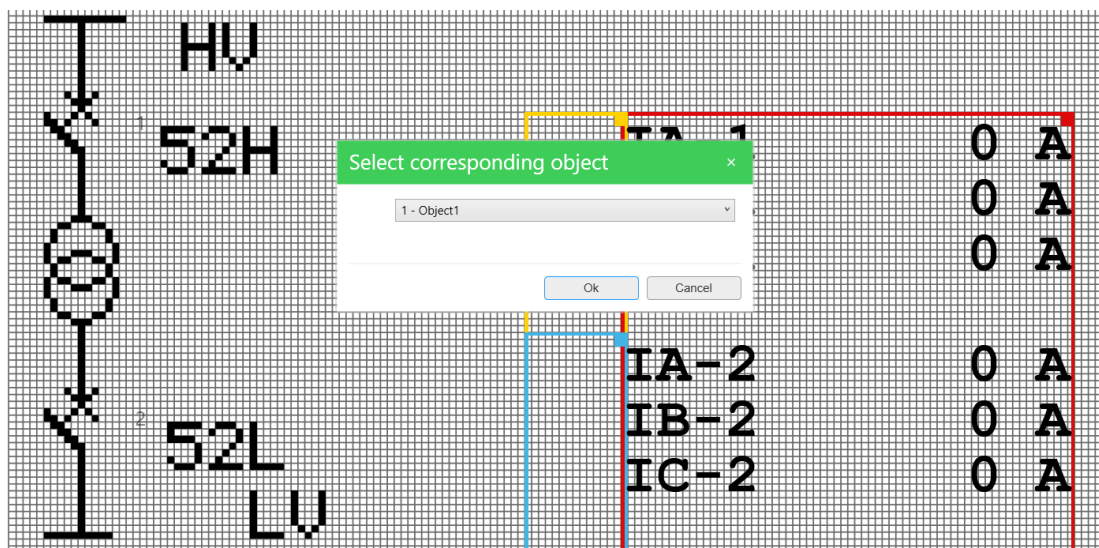 HV
1
52H
IA-1 0 A
Select corresponding object ×
0 A
1 - Object1
0 A
Ok Cancel
IA-2 0 A
2
52L
IB-2 0 A
IC-2 0 A
LV